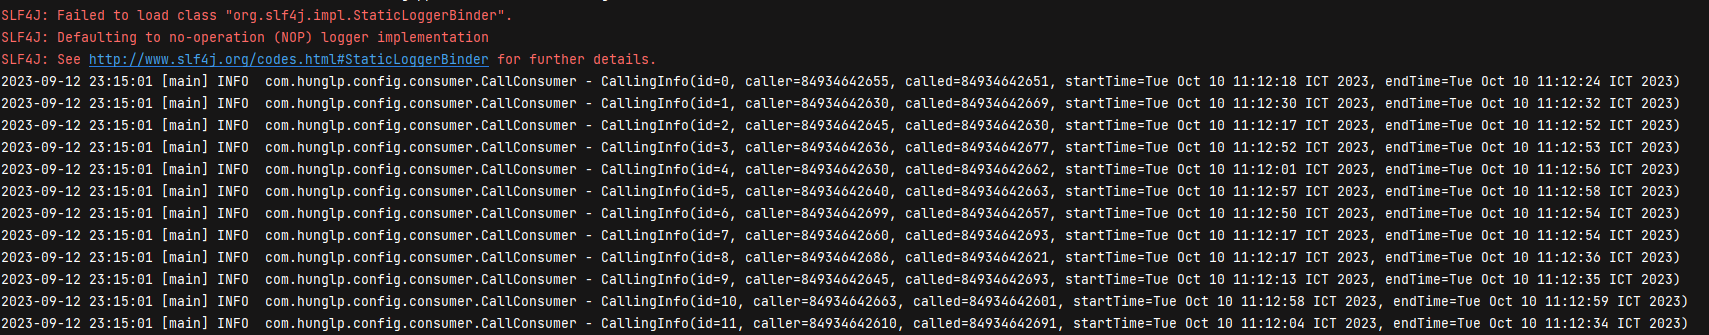 SLF4J: Failed to load class "org.slf4j.impl.StaticLoggerBinder".
SLF4J: Defaulting to no-operation (NOP) logger implementation
SLF4J: See http://www.slf4j.org/codes.html#StaticLoggerBinder for further details.
2023-09-12 23:15:01 [main] INFO  com.hunglp.config.consumer.CallConsumer - CallingInfo(id=0, caller=84934642655, called=84934642651, startTime=Tue Oct 10 11:12:18 ICT 2023, endTime=Tue Oct 10 11:12:24 ICT 2023)
2023-09-12 23:15:01 [main] INFO  com.hunglp.config.consumer.CallConsumer - CallingInfo(id=1, caller=84934642630, called=84934642669, startTime=Tue Oct 10 11:12:30 ICT 2023, endTime=Tue Oct 10 11:12:32 ICT 2023)
2023-09-12 23:15:01 [main] INFO  com.hunglp.config.consumer.CallConsumer - CallingInfo(id=2, caller=84934642645, called=84934642630, startTime=Tue Oct 10 11:12:17 ICT 2023, endTime=Tue Oct 10 11:12:52 ICT 2023)
2023-09-12 23:15:01 [main] INFO  com.hunglp.config.consumer.CallConsumer - CallingInfo(id=3, caller=84934642636, called=84934642677, startTime=Tue Oct 10 11:12:52 ICT 2023, endTime=Tue Oct 10 11:12:53 ICT 2023)
2023-09-12 23:15:01 [main] INFO  com.hunglp.config.consumer.CallConsumer - CallingInfo(id=4, caller=84934642630, called=84934642662, startTime=Tue Oct 10 11:12:01 ICT 2023, endTime=Tue Oct 10 11:12:56 ICT 2023)
2023-09-12 23:15:01 [main] INFO  com.hunglp.config.consumer.CallConsumer - CallingInfo(id=5, caller=84934642640, called=84934642663, startTime=Tue Oct 10 11:12:57 ICT 2023, endTime=Tue Oct 10 11:12:58 ICT 2023)
2023-09-12 23:15:01 [main] INFO  com.hunglp.config.consumer.CallConsumer - CallingInfo(id=6, caller=84934642699, called=84934642657, startTime=Tue Oct 10 11:12:50 ICT 2023, endTime=Tue Oct 10 11:12:54 ICT 2023)
2023-09-12 23:15:01 [main] INFO  com.hunglp.config.consumer.CallConsumer - CallingInfo(id=7, caller=84934642660, called=84934642693, startTime=Tue Oct 10 11:12:17 ICT 2023, endTime=Tue Oct 10 11:12:54 ICT 2023)
2023-09-12 23:15:01 [main] INFO  com.hunglp.config.consumer.CallConsumer - CallingInfo(id=8, caller=84934642686, called=84934642621, startTime=Tue Oct 10 11:12:17 ICT 2023, endTime=Tue Oct 10 11:12:36 ICT 2023)
2023-09-12 23:15:01 [main] INFO  com.hunglp.config.consumer.CallConsumer - CallingInfo(id=9, caller=84934642645, called=84934642693, startTime=Tue Oct 10 11:12:13 ICT 2023, endTime=Tue Oct 10 11:12:35 ICT 2023)
2023-09-12 23:15:01 [main] INFO  com.hunglp.config.consumer.CallConsumer - CallingInfo(id=10, caller=84934642663, called=84934642601, startTime=Tue Oct 10 11:12:58 ICT 2023, endTime=Tue Oct 10 11:12:59 ICT 2023)
2023-09-12 23:15:01 [main] INFO  com.hunglp.config.consumer.CallConsumer - CallingInfo(id=11, caller=84934642610, called=84934642691, startTime=Tue Oct 10 11:12:04 ICT 2023, endTime=Tue Oct 10 11:12:34 ICT 2023)